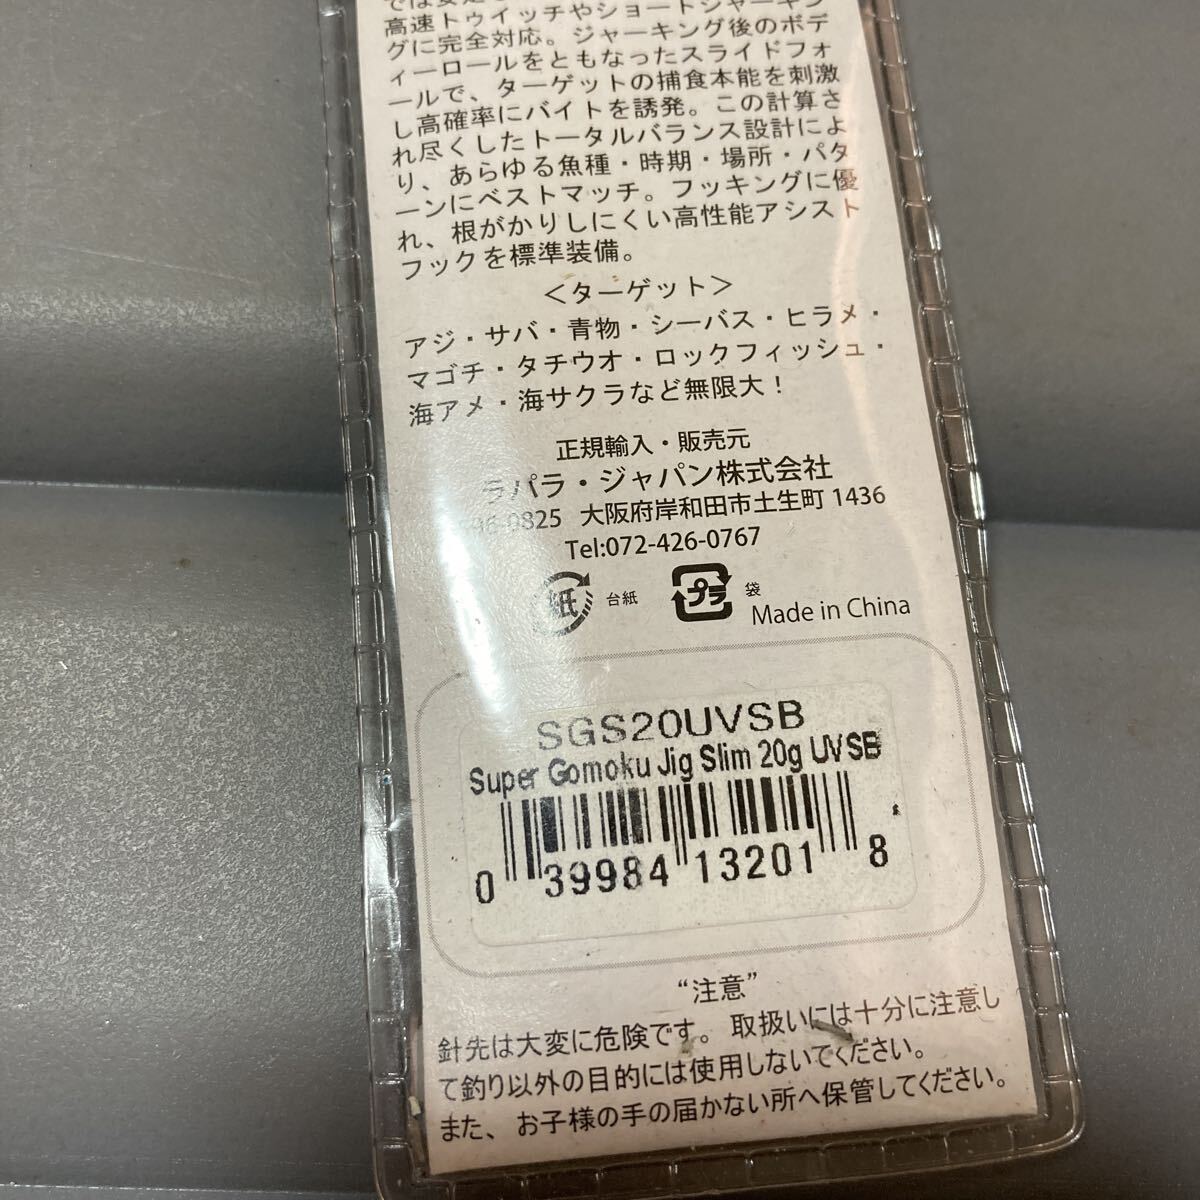 高速トゥイッチやショートジャーキン
グに完全対応。ジャーキング後のボデ
ィーロールをともなったスライドフォ
ールで、ターゲットの捕食本能を刺激
し高確率にバイトを誘発。この計算さ
れ尽くしたトータルバランス設計によ
り、あらゆる魚種・時期・場所・パタ
ーンにベストマッチ。フッキングに優
れ、根がかりしにくい高性能アシスト
フックを標準装備。
＜ターゲット＞
アジ・サバ・青物・シーバス・ヒラメ・
マゴチ・タチウオ・ロックフィッシュ・
海アメ・海サクラなど無限大！
正規輸入・販売元
ラパラ・ジャパン株式会社
596-0825 大阪府岸和田市土生町 1436
Tel:072-426-0767
紙 台紙 プラ 袋
Made in China
SGS20UVSB
Super Gomoku Jig Slim 20g UVSB
0 39984 13201 8
“注意”
針先は大変に危険です。取扱いには十分に注意し
て釣り以外の目的には使用しないでください。
また、お子様の手の届かない所へ保管してください。